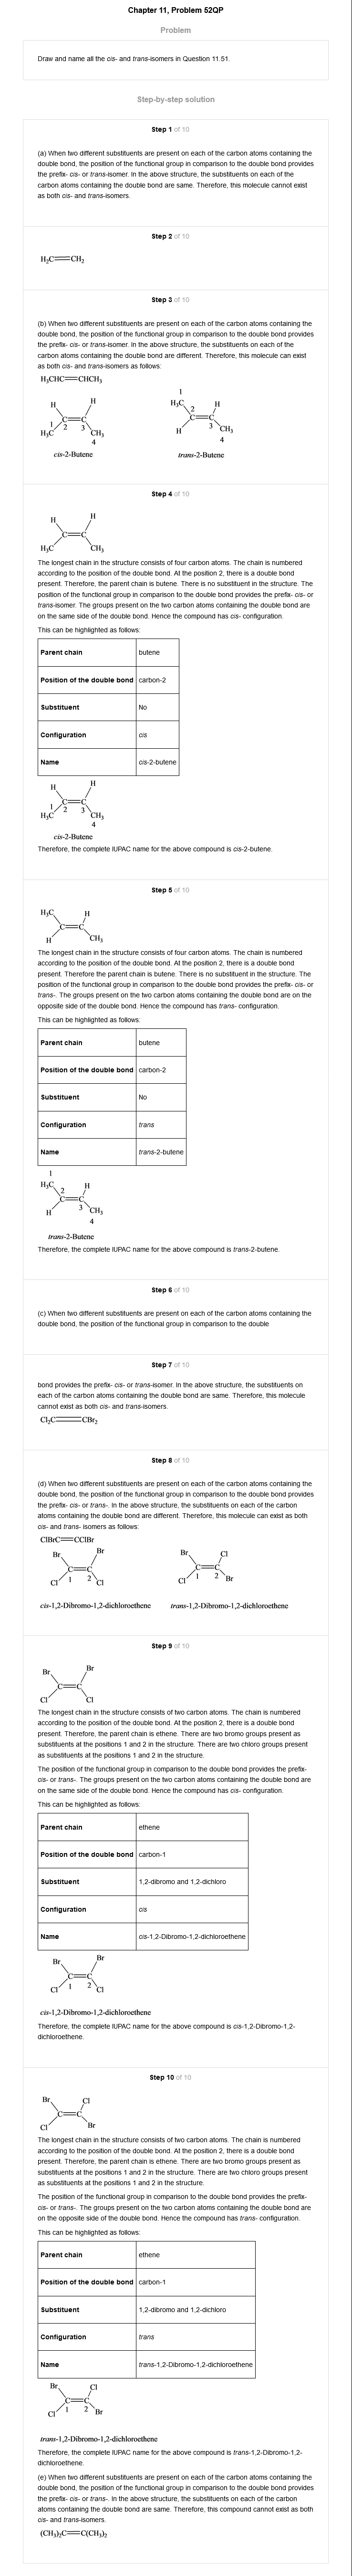 Chapter 11, Problem 52QP
Problem
Draw and name all the cis- and trans-isomers in Question 11.51.
Step-by-step solution
Step 1 of 10
(a) When two different substituents are present on each of the carbon atoms containing the
double bond, the position of the functional group in comparison to the double bond provides
the prefix- cis- or trans-isomer. In the above structure, the substituents on each of the
carbon atoms containing the double bond are same. Therefore, this molecule cannot exist
as both cis- and trans-isomers.
Step 2 of 10
H₂C=CH₂
Step 3 of 10
(b) When two different substituents are present on each of the carbon atoms containing the
double bond, the position of the functional group in comparison to the double bond provides
the prefix- cis- or trans-isomer. In the above structure, the substituents on each of the
carbon atoms containing the double bond are different. Therefore, this molecule can exist
as both cis- and trans-isomers as follows:
H₃CHC=CHCH₃
H H
C=C
1 2 3
H₃C CH₃
4
cis-2-Butene
1
H₃C 2 H
C=C
H 3 CH₃
4
trans-2-Butene
Step 4 of 10
H H
C=C
H₃C CH₃
The longest chain in the structure consists of four carbon atoms. The chain is numbered
according to the position of the double bond. At the position 2, there is a double bond
present. Therefore, the parent chain is butene. There is no substituent in the structure. The
position of the functional group in comparison to the double bond provides the prefix- cis- or
trans-isomer. The groups present on the two carbon atoms containing the double bond are
on the same side of the double bond. Hence the compound has cis- configuration.
This can be highlighted as follows:
Parent chain butene
Position of the double bond carbon-2
Substituent No
Configuration cis
Name cis-2-butene
H H
C=C
1 2 3
H₃C CH₃
4
cis-2-Butene
Therefore, the complete IUPAC name for the above compound is cis-2-butene.
Step 5 of 10
H₃C H
C=C
H CH₃
The longest chain in the structure consists of four carbon atoms. The chain is numbered
according to the position of the double bond. At the position 2, there is a double bond
present. Therefore the parent chain is butene. There is no substituent in the structure. The
position of the functional group in comparison to the double bond provides the prefix- cis- or
trans-. The groups present on the two carbon atoms containing the double bond are on the
opposite side of the double bond. Hence the compound has trans- configuration.
This can be highlighted as follows:
Parent chain butene
Position of the double bond carbon-2
Substituent No
Configuration trans
Name trans-2-butene
1
H₃C 2 H
C=C
H 3 CH₃
4
trans-2-Butene
Therefore, the complete IUPAC name for the above compound is trans-2-butene.
Step 6 of 10
(c) When two different substituents are present on each of the carbon atoms containing the
double bond, the position of the functional group in comparison to the double
Step 7 of 10
bond provides the prefix- cis- or trans-isomer. In the above structure, the substituents on
each of the carbon atoms containing the double bond are same. Therefore, this molecule
cannot exist as both cis- and trans-isomers.
Cl₂C=CBr₂
Step 8 of 10
(d) When two different substituents are present on each of the carbon atoms containing the
double bond, the position of the functional group in comparison to the double bond provides
the prefix- cis- or trans-. In the above structure, the substituents on each of the carbon
atoms containing the double bond are different. Therefore, this molecule can exist as both
cis- and trans- isomers as follows:
ClBrC=CClBr
Br Br
C=C
Cl 1 2 Cl
cis-1,2-Dibromo-1,2-dichloroethene
Br Cl
C=C
Cl 1 2 Br
trans-1,2-Dibromo-1,2-dichloroethene
Step 9 of 10
Br Br
C=C
Cl Cl
The longest chain in the structure consists of two carbon atoms. The chain is numbered
according to the position of the double bond. At the position 2, there is a double bond
present. Therefore, the parent chain is ethene. There are two bromo groups present as
substituents at the positions 1 and 2 in the structure. There are two chloro groups present
as substituents at the positions 1 and 2 in the structure.
The position of the functional group in comparison to the double bond provides the prefix-
cis- or trans-. The groups present on the two carbon atoms containing the double bond are
on the same side of the double bond. Hence the compound has cis- configuration.
This can be highlighted as follows:
Parent chain ethene
Position of the double bond carbon-1
Substituent 1,2-dibromo and 1,2-dichloro
Configuration cis
Name cis-1,2-Dibromo-1,2-dichloroethene
Br Br
C=C
Cl 1 2 Cl
cis-1,2-Dibromo-1,2-dichloroethene
Therefore, the complete IUPAC name for the above compound is cis-1,2-Dibromo-1,2-
dichloroethene.
Step 10 of 10
Br Cl
C=C
Cl Br
The longest chain in the structure consists of two carbon atoms. The chain is numbered
according to the position of the double bond. At the position 2, there is a double bond
present. Therefore, the parent chain is ethene. There are two bromo groups present as
substituents at the positions 1 and 2 in the structure. There are two chloro groups present
as substituents at the positions 1 and 2 in the structure.
The position of the functional group in comparison to the double bond provides the prefix-
cis- or trans-. The groups present on the two carbon atoms containing the double bond are
on the opposite side of the double bond. Hence the compound has trans- configuration.
This can be highlighted as follows:
Parent chain ethene
Position of the double bond carbon-1
Substituent 1,2-dibromo and 1,2-dichloro
Configuration trans
Name trans-1,2-Dibromo-1,2-dichloroethene
Br Cl
C=C
Cl 1 2 Br
trans-1,2-Dibromo-1,2-dichloroethene
Therefore, the complete IUPAC name for the above compound is trans-1,2-Dibromo-1,2-
dichloroethene.
(e) When two different substituents are present on each of the carbon atoms containing the
double bond, the position of the functional group in comparison to the double bond provides
the prefix- cis- or trans-. In the above structure, the substituents on each of the carbon
atoms containing the double bond are same. Therefore, this compound cannot exist as both
cis- and trans-isomers.
(CH₃)₂C=C(CH₃)₂